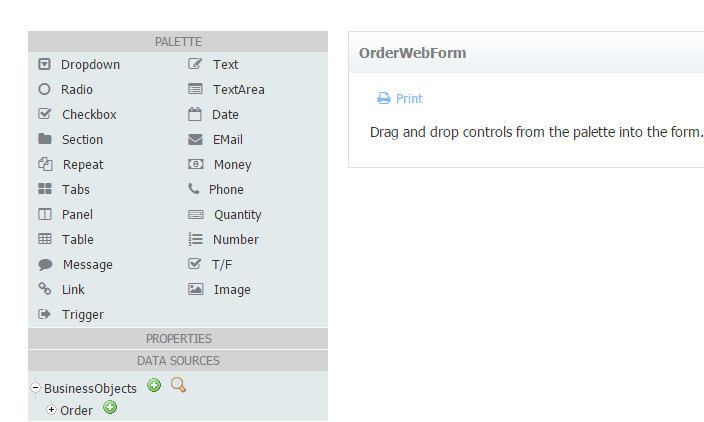 PALETTE
Dropdown Text
Radio TextArea
Checkbox Date
Section EMail
Repeat Money
Tabs Phone
Panel Quantity
Table Number
Message T/F
Link Image
Trigger
PROPERTIES
DATA SOURCES
BusinessObjects
Order
OrderWebForm
Print
Drag and drop controls from the palette into the form.